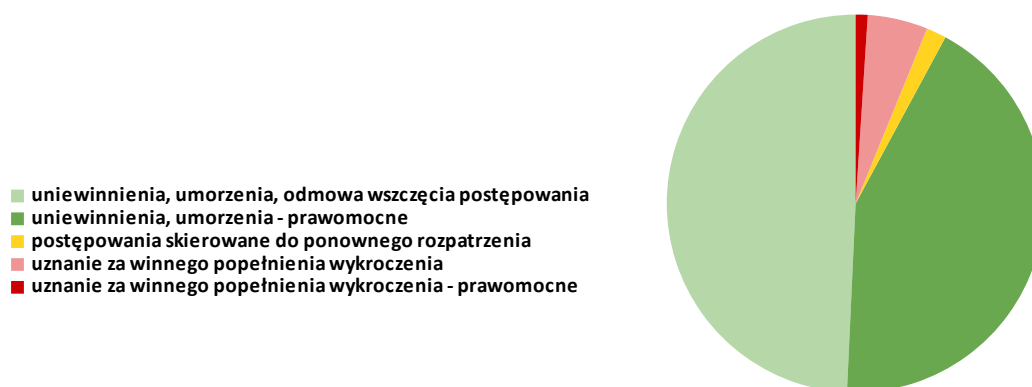 uniewinnienia, umorzenia, odmowa wszczęcia postępowania
uniewinnienia, umorzenia - prawomocne
postępowania skierowane do ponownego rozpatrzenia
uznanie za winnego popełnienia wykroczenia
uznanie za winnego popełnienia wykroczenia - prawomocne